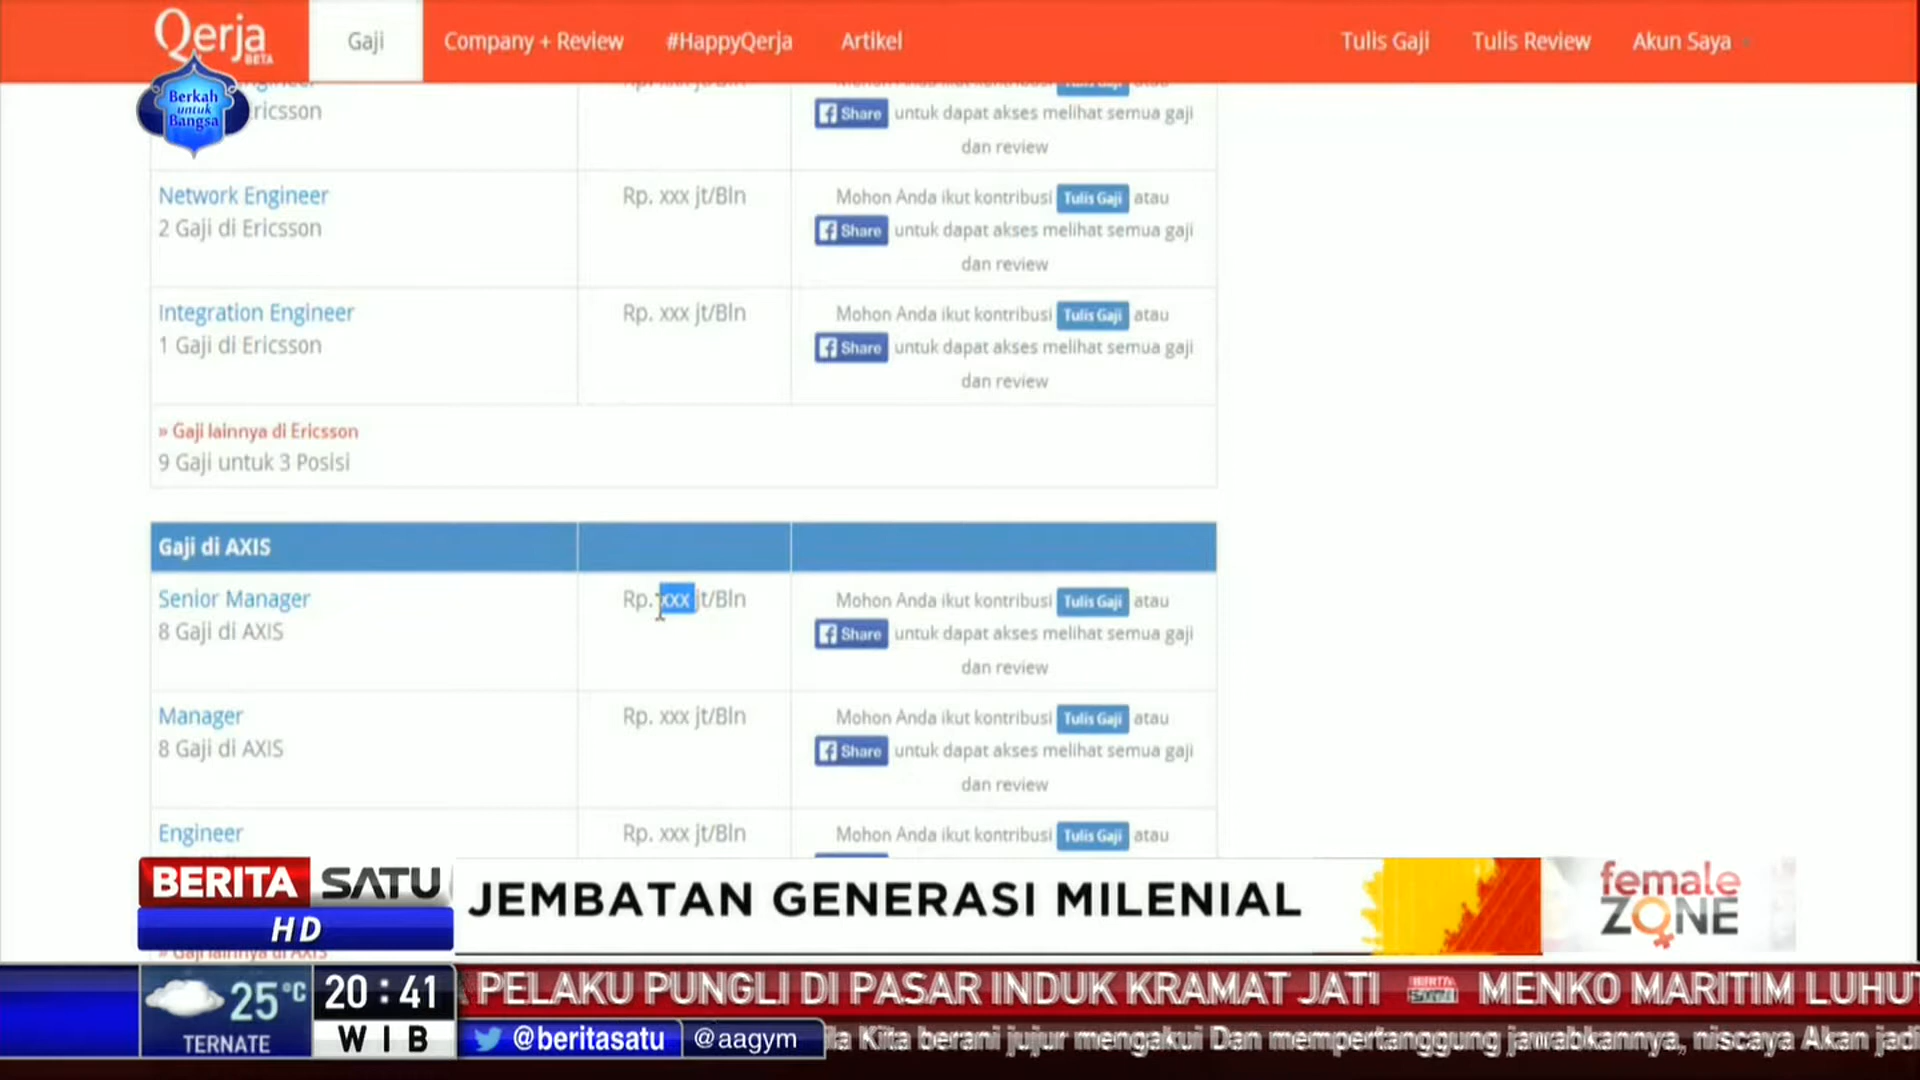 Qerja
BETA
Gaji
Company + Review
#HappyQerja
Artikel
Tulis Gaji
Tulis Review
Akun Saya
Berkah
untuk
Bangsa
untuk dapat akses melihat semua gaji
Share
dan review
Network Engineer
2 Gaji di Ericsson
Rp. xxx jt/Bln
Mohon Anda ikut kontribusi Tulis Gaji atau
Share untuk dapat akses melihat semua gaji
dan review
Integration Engineer
1 Gaji di Ericsson
Rp. xxx jt/Bln
Mohon Anda ikut kontribusi Tulis Gaji atau
Share untuk dapat akses melihat semua gaji
dan review
» Gaji lainnya di Ericsson
9 Gaji untuk 3 Posisi
Gaji di AXIS
Senior Manager
8 Gaji di AXIS
Rp. xxx jt/Bln
Mohon Anda ikut kontribusi Tulis Gaji atau
Share untuk dapat akses melihat semua gaji
dan review
Manager
8 Gaji di AXIS
Rp. xxx jt/Bln
Mohon Anda ikut kontribusi Tulis Gaji atau
Share untuk dapat akses melihat semua gaji
dan review
Engineer
Rp. xxx jt/Bln
Mohon Anda ikut kontribusi Tulis Gaji atau
BERITA SATU
HD
JEMBATAN GENERASI MILENIAL
female
ZONE
» Gaji lainnya di AXIS
25°C
TERNATE
20:41
WIB
PELAKU PUNGLI DI PASAR INDUK KRAMAT JATI
BERITA SATU
MENKO MARITIM LUHUT
@beritasatu
@aagym
Kita berani jujur mengakui Dan mempertanggung jawabkannya, niscaya Akan jadi